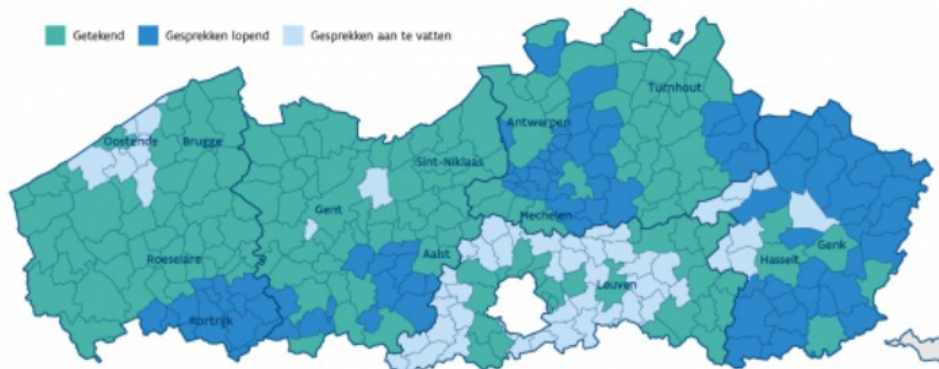 Getekend Gesprekken lopend Gesprekken aan te vatten
Turnhout
Antwerpen
Oostende Brugge
Sint-Niklaas
Gent
Mechelen
Roeselare Aalst
Genk
Hasselt
Leuven
Kortrijk